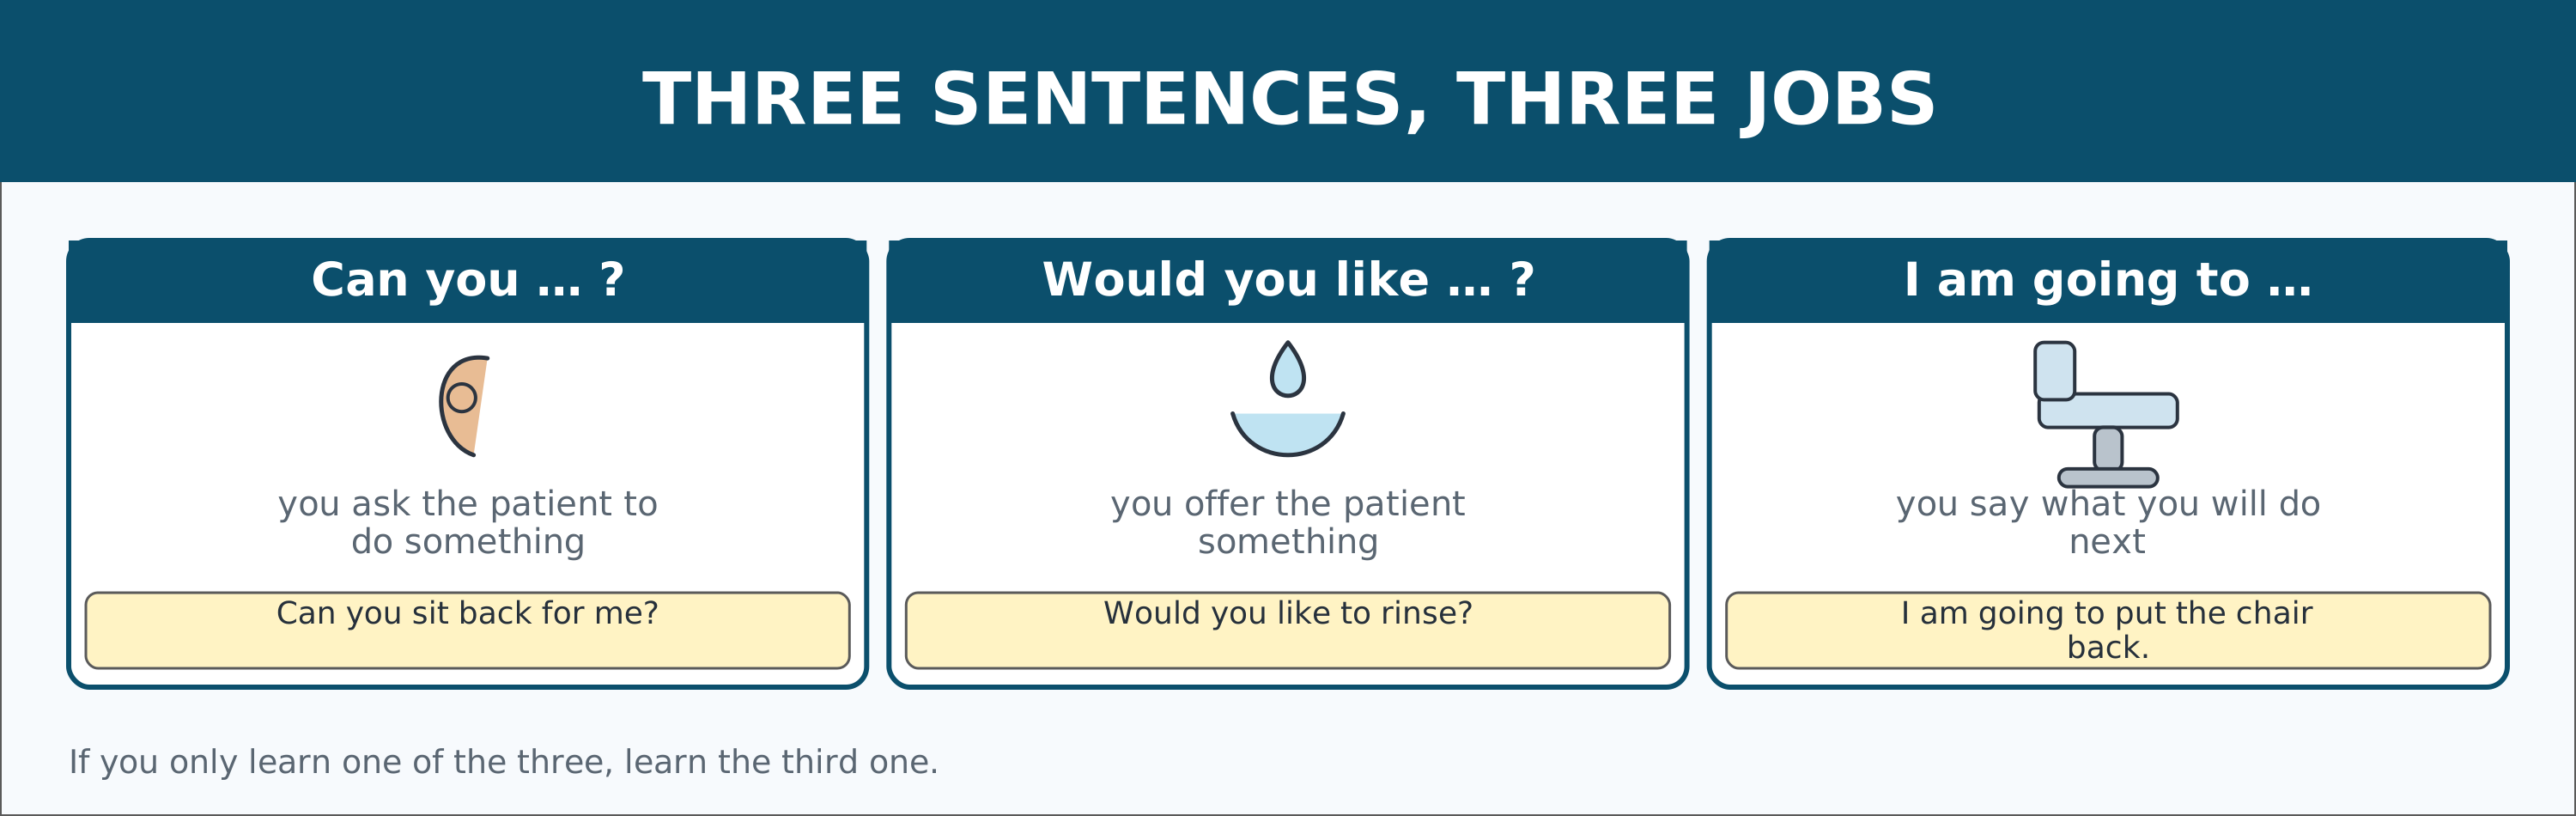 THREE SENTENCES, THREE JOBS
Can you ... ?
you ask the patient to
do something
Can you sit back for me?
Would you like ... ?
you offer the patient
something
Would you like to rinse?
I am going to ...
you say what you will do
next
I am going to put the chair
back.
If you only learn one of the three, learn the third one.